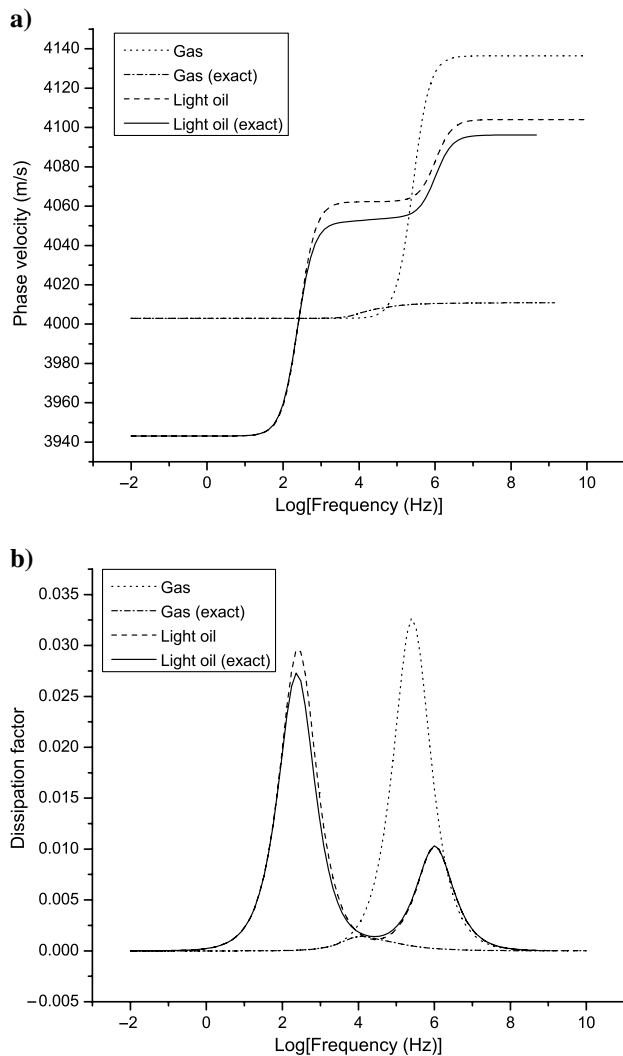 a)
4140
4120
4100
4080
4060
4040
4020
4000
3980
3960
3940
Phase velocity (m/s)
Gas
Gas (exact)
Light oil
Light oil (exact)
−2 0 2 4 6 8 10
Log[Frequency (Hz)]
b)
0.035
0.030
0.025
0.020
0.015
0.010
0.005
0.000
−0.005
Dissipation factor
Gas
Gas (exact)
Light oil
Light oil (exact)
−2 0 2 4 6 8 10
Log[Frequency (Hz)]